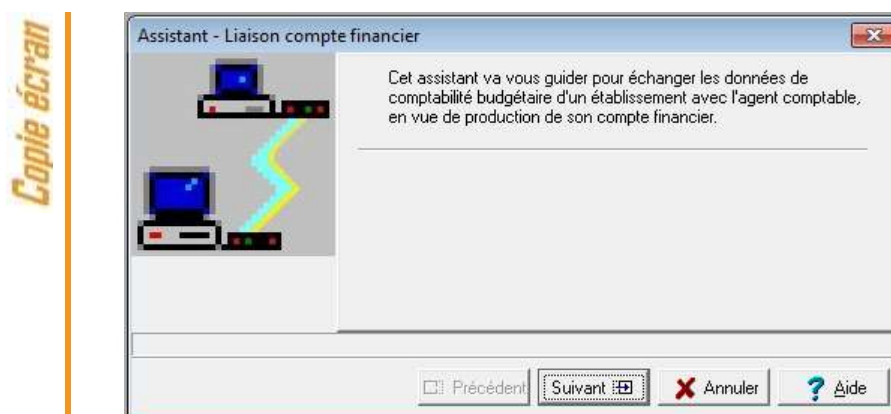 Copie écran
Assistant - Liaison compte financier
Cet assistant va vous guider pour échanger les données de
comptabilité budgétaire d'un établissement avec l'agent comptable,
en vue de production de son compte financier.
Précédent Suivant Annuler ? Aide